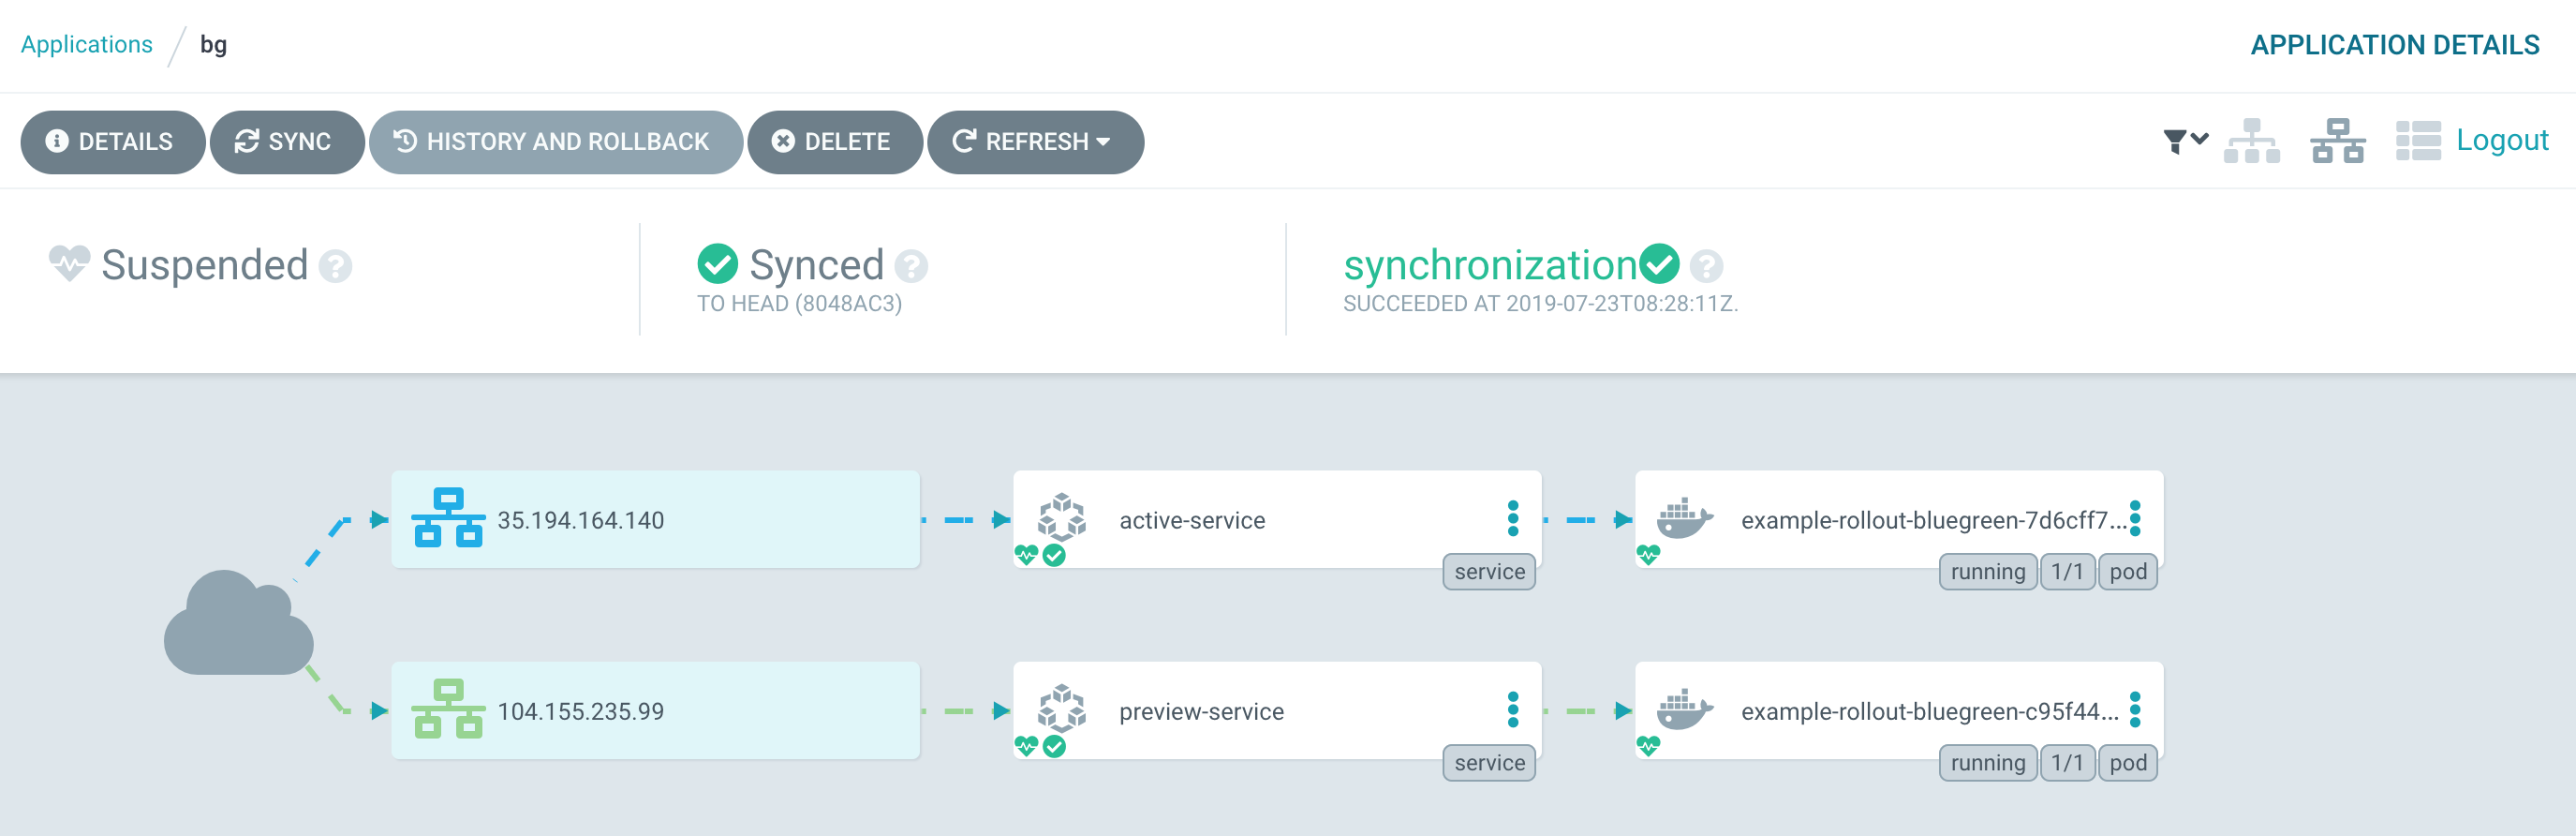 Applications / bg
APPLICATION DETAILS
DETAILS
SYNC
HISTORY AND ROLLBACK
DELETE
REFRESH
Logout
Suspended ?
Synced ?
TO HEAD (8048AC3)
synchronization ?
SUCCEEDED AT 2019-07-23T08:28:11Z.
35.194.164.140
active-service
service
example-rollout-bluegreen-7d6cff7...
running
1/1
pod
104.155.235.99
preview-service
service
example-rollout-bluegreen-c95f44...
running
1/1
pod